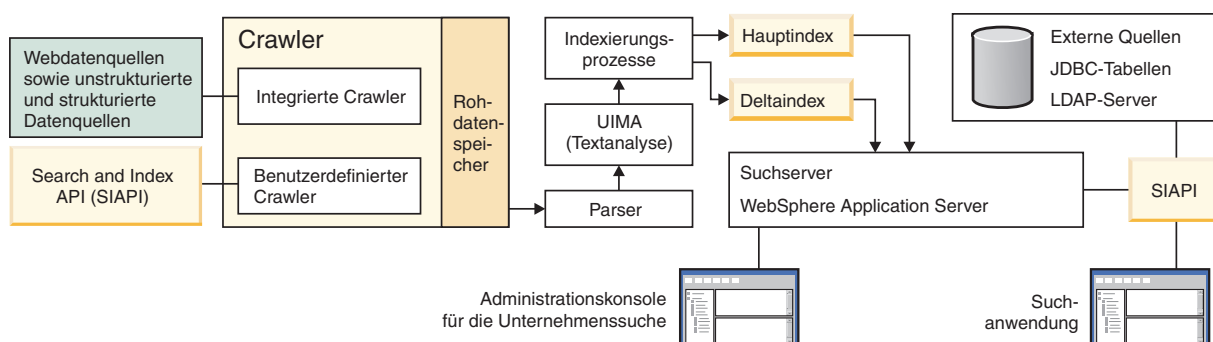 Webdatenquellen
sowie unstrukturierte
und strukturierte
Datenquellen
Search and Index
API (SIAPI)
Crawler
Integrierte Crawler
Benutzerdefinierter
Crawler
Roh-
daten-
spei-
cher
Indexierungs-
prozesse
UIMA
(Textanalyse)
Parser
Hauptindex
Deltaindex
Suchserver
WebSphere Application Server
Externe Quellen
JDBC-Tabellen
LDAP-Server
SIAPI
Administrationskonsole
für die Unternehmenssuche
Such-
anwendung